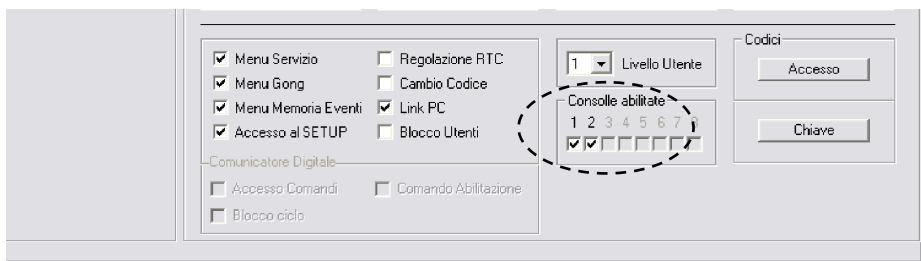 Menu Servizio Regolazione RTC
Menu Gong Cambio Codice
Menu Memoria Eventi Link PC
Accesso al SETUP Blocco Utenti
Comunicatore Digitale
Accesso Comandi Comando Abilitazione
Blocco ciclo
1 Livello Utente
Consolle abilitate
1 2 3 4 5 6 7 8
Codici
Accesso
Chiave